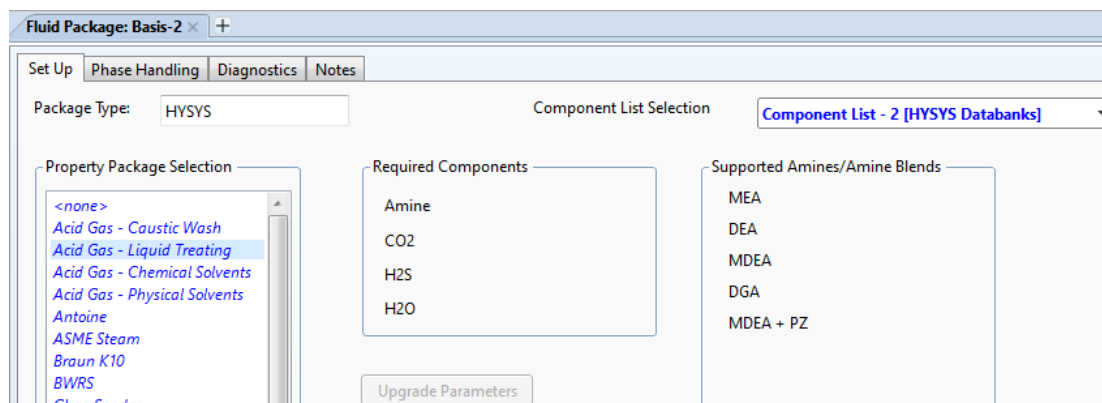 Fluid Package: Basis-2
Set Up Phase Handling Diagnostics Notes
Package Type: HYSYS Component List Selection Component List - 2 [HYSYS Databanks]
Property Package Selection
<none>
Acid Gas - Caustic Wash
Acid Gas - Liquid Treating
Acid Gas - Chemical Solvents
Acid Gas - Physical Solvents
Antoine
ASME Steam
Braun K10
BWRS
Required Components
Amine
CO2
H2S
H2O
Upgrade Parameters
Supported Amines/Amine Blends
MEA
DEA
MDEA
DGA
MDEA + PZ